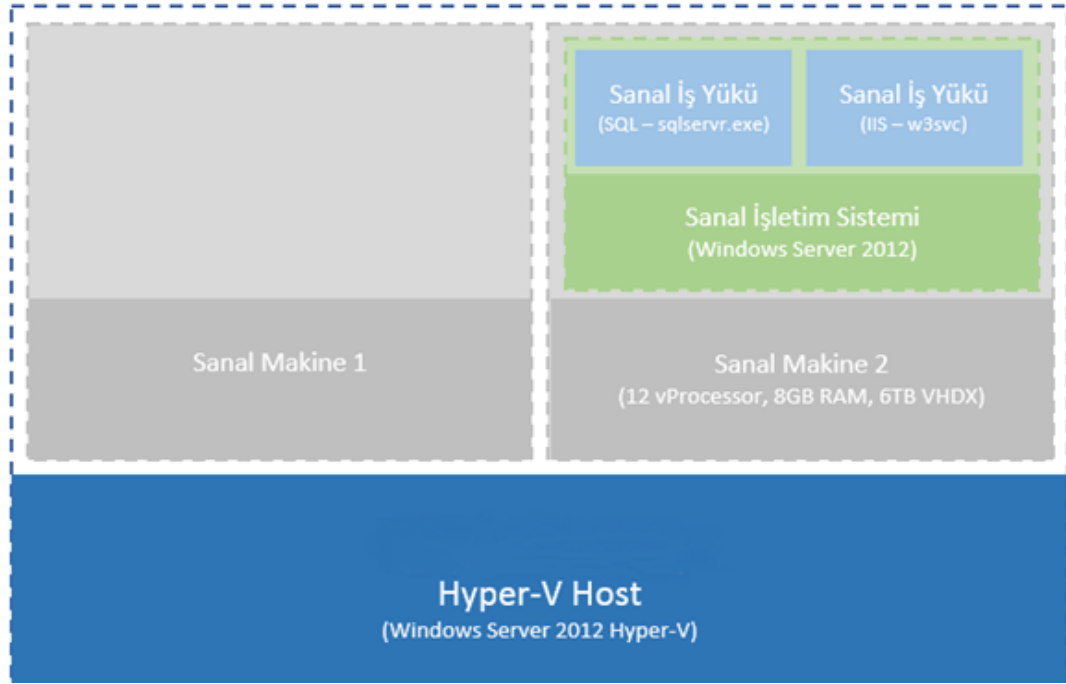 Sanal İş Yükü
(SQL – sqlservr.exe)
Sanal İş Yükü
(IIS – w3svc)
Sanal İşletim Sistemi
(Windows Server 2012)
Sanal Makine 1
Sanal Makine 2
(12 vProcessor, 8GB RAM, 6TB VHDX)
Hyper-V Host
(Windows Server 2012 Hyper-V)